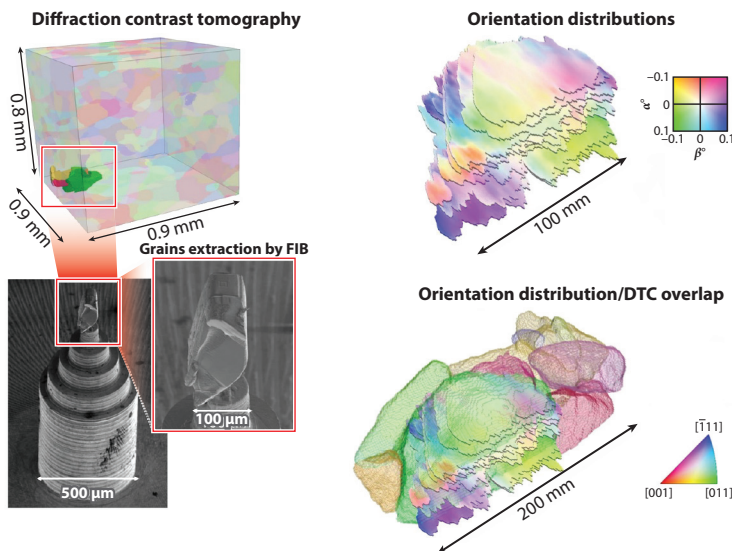 Diffraction contrast tomography
0.8 mm
0.9 mm
0.9 mm
Grains extraction by FIB
100 μm
500 μm
Orientation distributions
−0.1
0
0.1
α°
−0.1 0 0.1
β°
100 mm
Orientation distribution/DTC overlap
200 mm
[1̅11]
[001] [011]